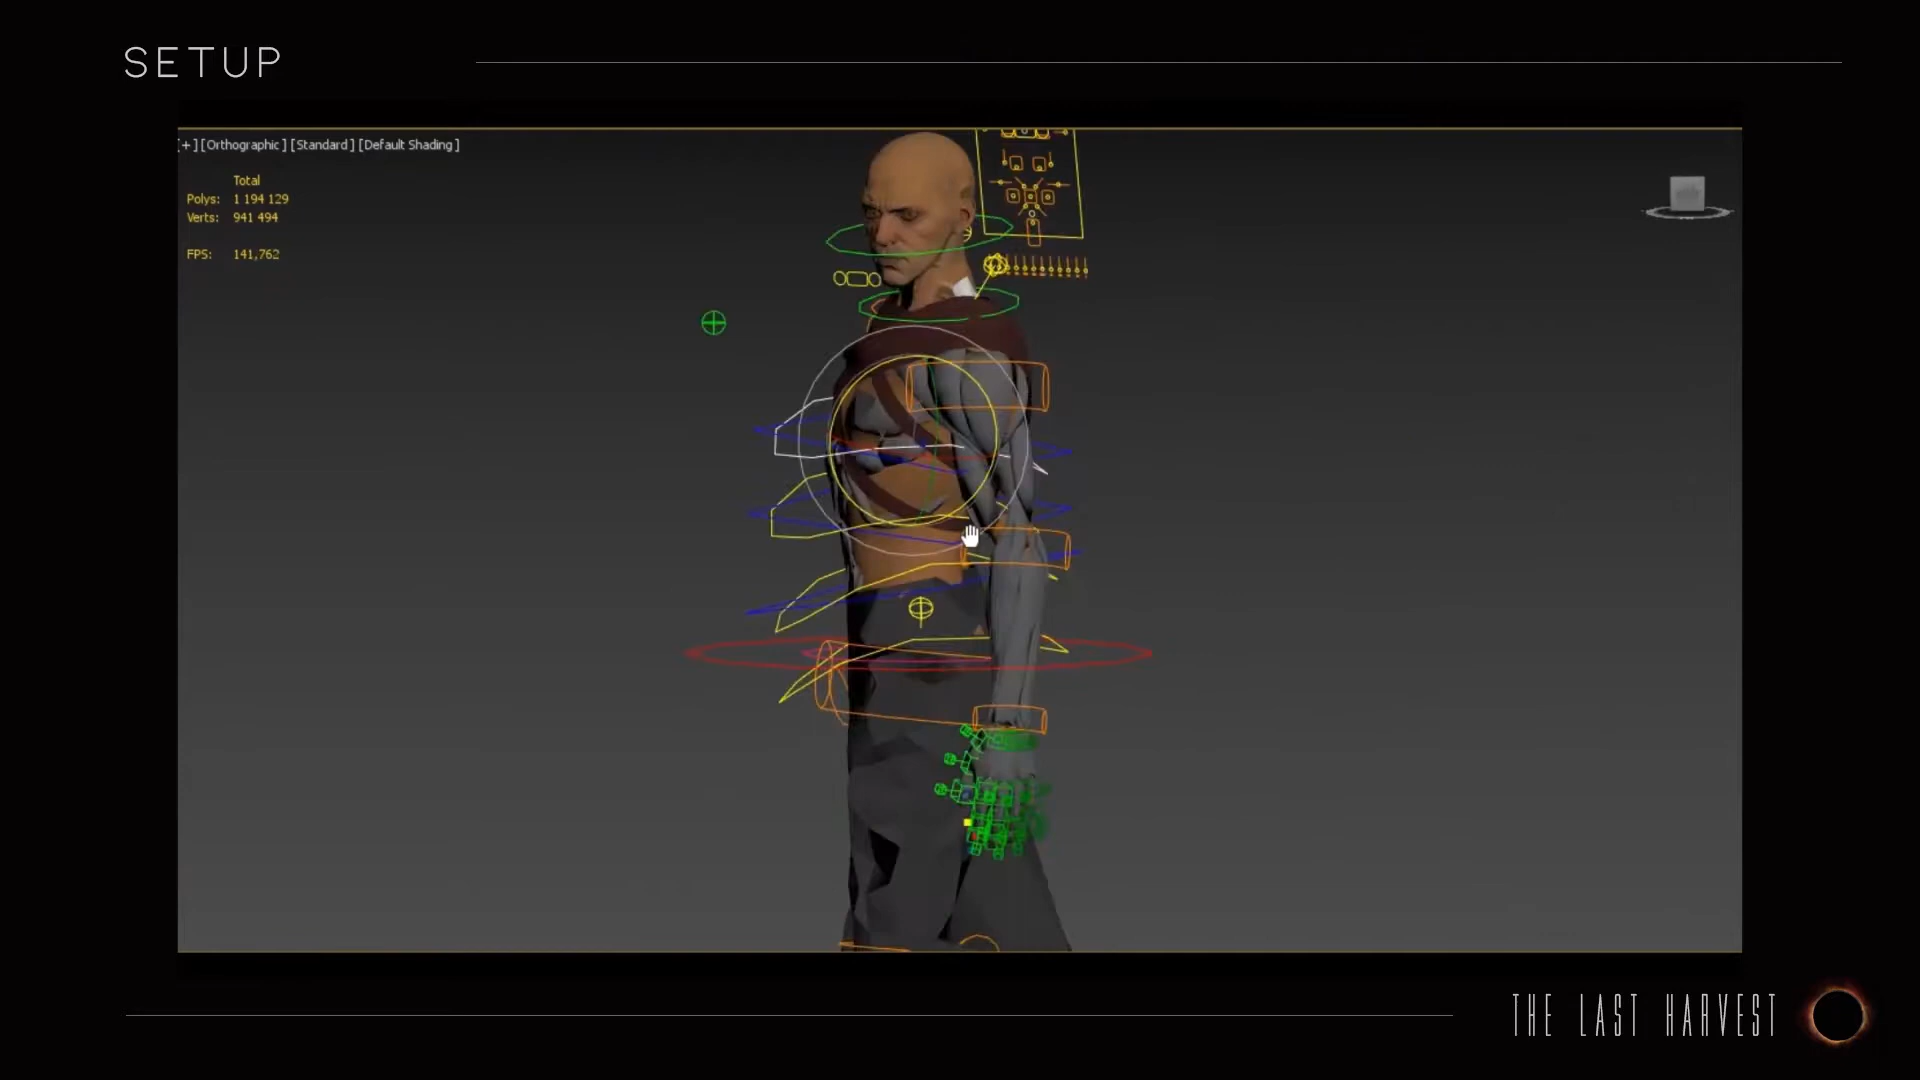 SETUP
[+] [Orthographic] [Standard] [Default Shading]
Total
Polys: 1 194 129
Verts: 941 494
FPS: 141,762
THE LAST HARVEST